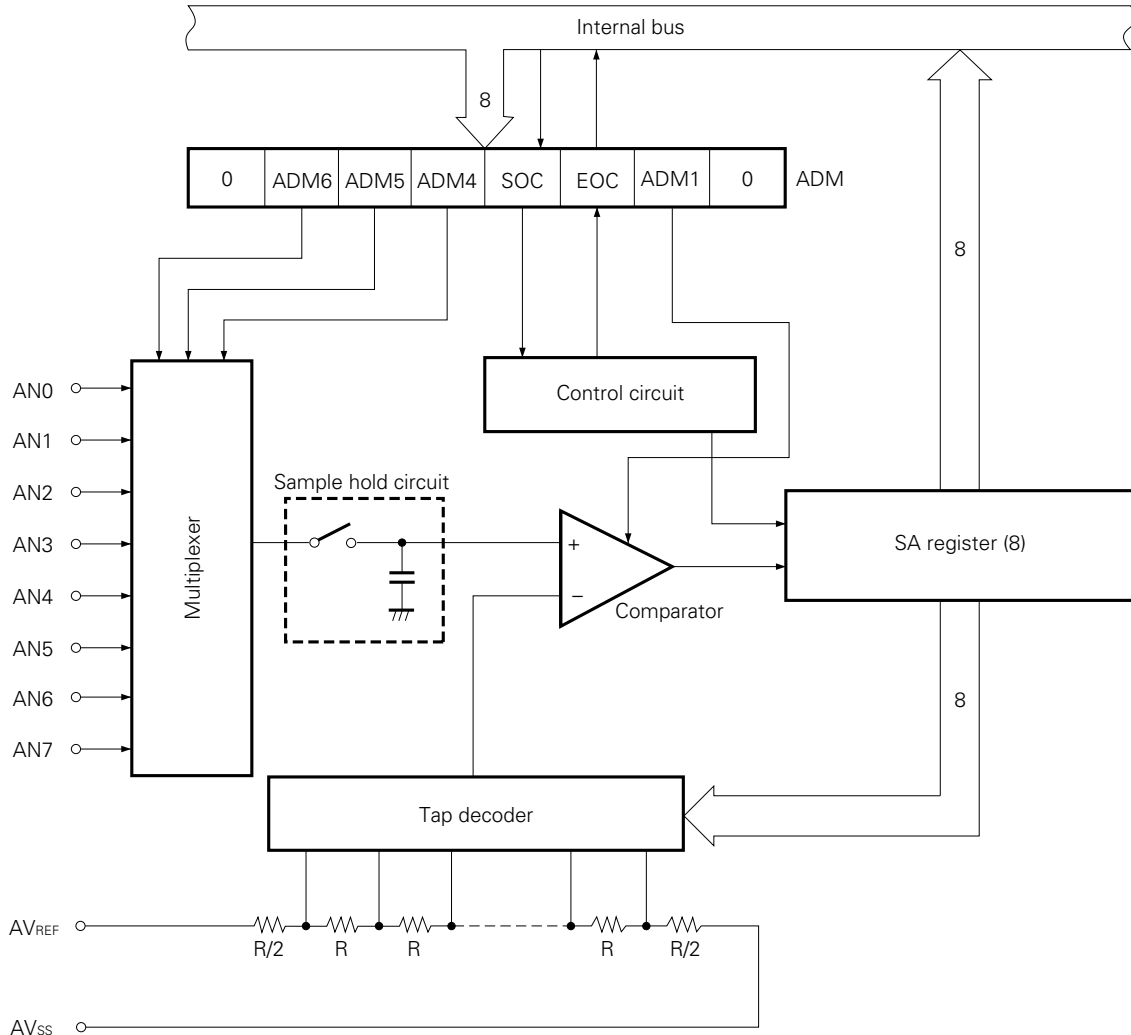 Internal bus
8
0 ADM6 ADM5 ADM4 SOC EOC ADM1 0 ADM
8
Control circuit
AN0
AN1
AN2
AN3
AN4
AN5
AN6
AN7
Multiplexer
Sample hold circuit
+
−
Comparator
SA register (8)
8
Tap decoder
AVREF
R/2 R R R R/2
AVSS